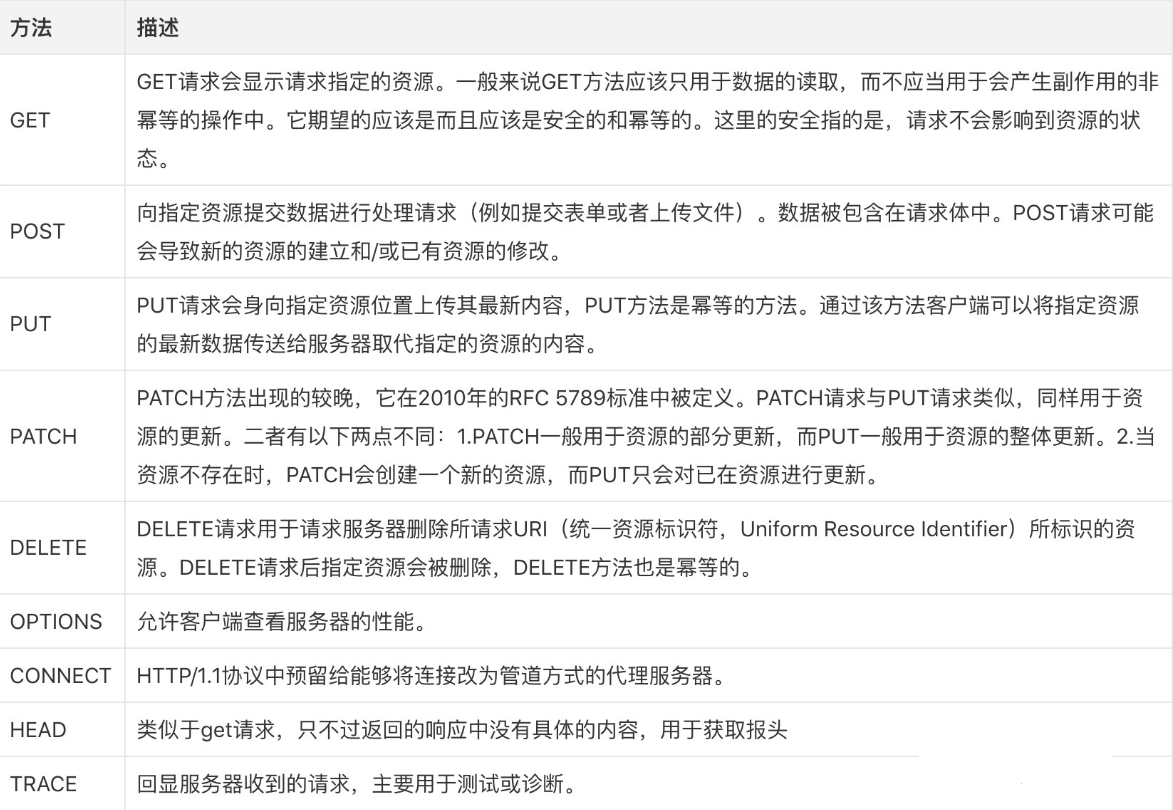 方法
描述
GET
GET请求会显示请求指定的资源。一般来说GET方法应该只用于数据的读取，而不应当用于会产生副作用的非
幂等的操作中。它期望的应该是而且应该是安全的和幂等的。这里的安全指的是，请求不会影响到资源的状
态。
POST
向指定资源提交数据进行处理请求（例如提交表单或者上传文件）。数据被包含在请求体中。POST请求可能
会导致新的资源的建立和/或已有资源的修改。
PUT
PUT请求会身向指定资源位置上传其最新内容，PUT方法是幂等的方法。通过该方法客户端可以将指定资源
的最新数据传送给服务器取代指定的资源的内容。
PATCH
PATCH方法出现的较晚，它在2010年的RFC 5789标准中被定义。PATCH请求与PUT请求类似，同样用于资
源的更新。二者有以下两点不同：1.PATCH一般用于资源的部分更新，而PUT一般用于资源的整体更新。2.当
资源不存在时，PATCH会创建一个新的资源，而PUT只会对已在资源进行更新。
DELETE
DELETE请求用于请求服务器删除所请求URI（统一资源标识符，Uniform Resource Identifier）所标识的资
源。DELETE请求后指定资源会被删除，DELETE方法也是幂等的。
OPTIONS
允许客户端查看服务器的性能。
CONNECT
HTTP/1.1协议中预留给能够将连接改为管道方式的代理服务器。
HEAD
类似于get请求，只不过返回的响应中没有具体的内容，用于获取报头
TRACE
回显服务器收到的请求，主要用于测试或诊断。